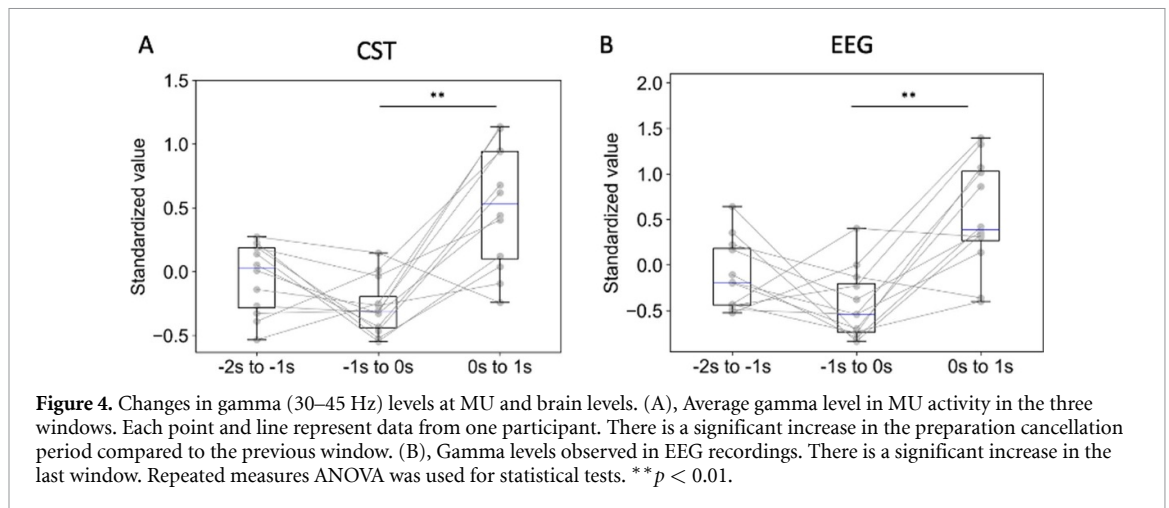 A
CST
B
EEG
Standardized value
1.5
1.0
0.5
0.0
−0.5
**
-2s to -1s
-1s to 0s
0s to 1s
Standardized value
2.0
1.5
1.0
0.5
0.0
−0.5
**
-2s to -1s
-1s to 0s
0s to 1s
Figure 4. Changes in gamma (30–45 Hz) levels at MU and brain levels. (A), Average gamma level in MU activity in the three
windows. Each point and line represent data from one participant. There is a significant increase in the preparation cancellation
period compared to the previous window. (B), Gamma levels observed in EEG recordings. There is a significant increase in the
last window. Repeated measures ANOVA was used for statistical tests. **p < 0.01.